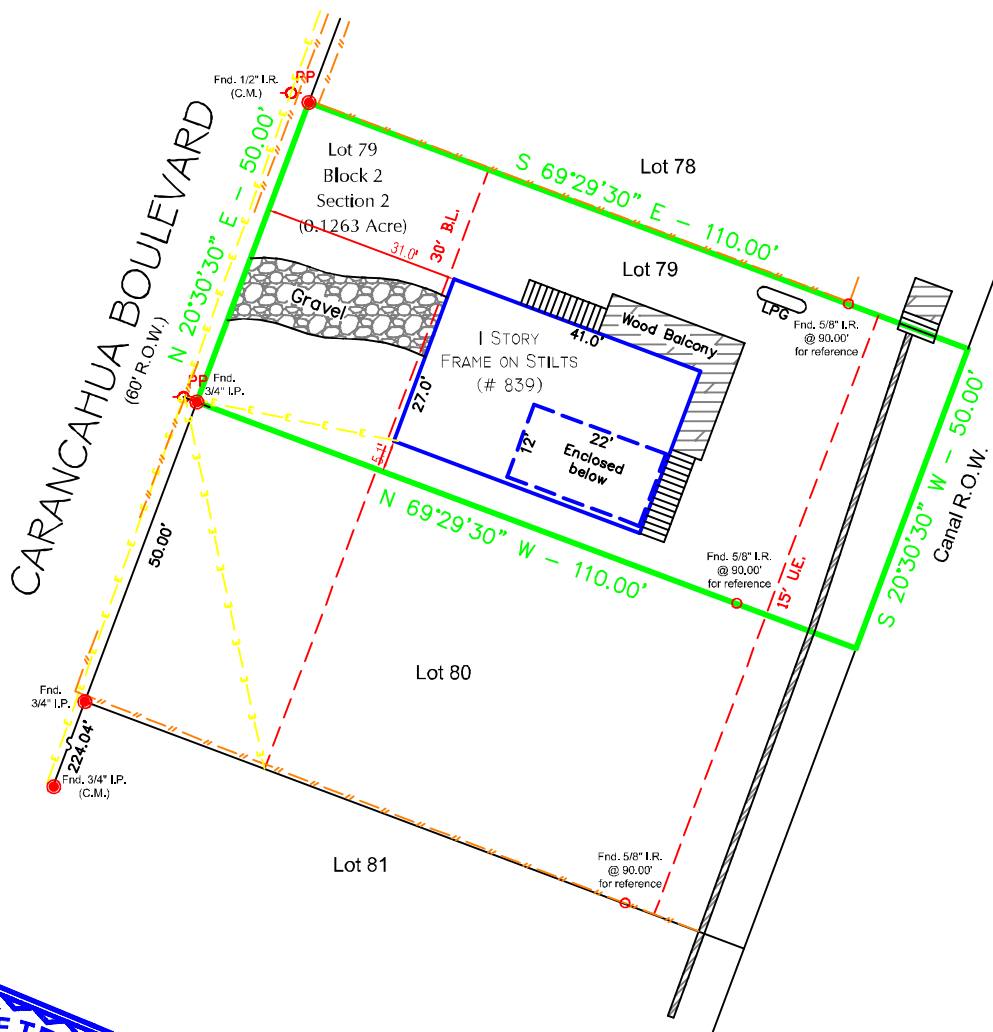 Fnd. 1/2" I.R.
(C.M.)
PP
CARANCAHUA BOULEVARD
(60' R.O.W.)
N 20°30'30" E - 50.00'
Lot 79
Block 2
Section 2
(0.1263 Acre)
S 69°29'30" E - 110.00'
Lot 78
31.0'
30' B.L.
Lot 79
LPG
Fnd. 5/8" I.R.
@ 90.00'
for reference
Gravel
Wood Balcony
41.0'
1 STORY
FRAME ON STILTS
(# 839)
27.0'
22'
12'
Enclosed
below
PP
Fnd.
3/4" I.P.
5.1'
N 69°29'30" W - 110.00'
Fnd. 5/8" I.R.
@ 90.00'
for reference
15' U.E.
S 20°30'30" W - 50.00'
Canal R.O.W.
50.00'
Lot 80
Fnd.
3/4" I.P.
224.04'
Fnd. 3/4" I.P.
(C.M.)
Lot 81
Fnd. 5/8" I.R.
@ 90.00'
for reference